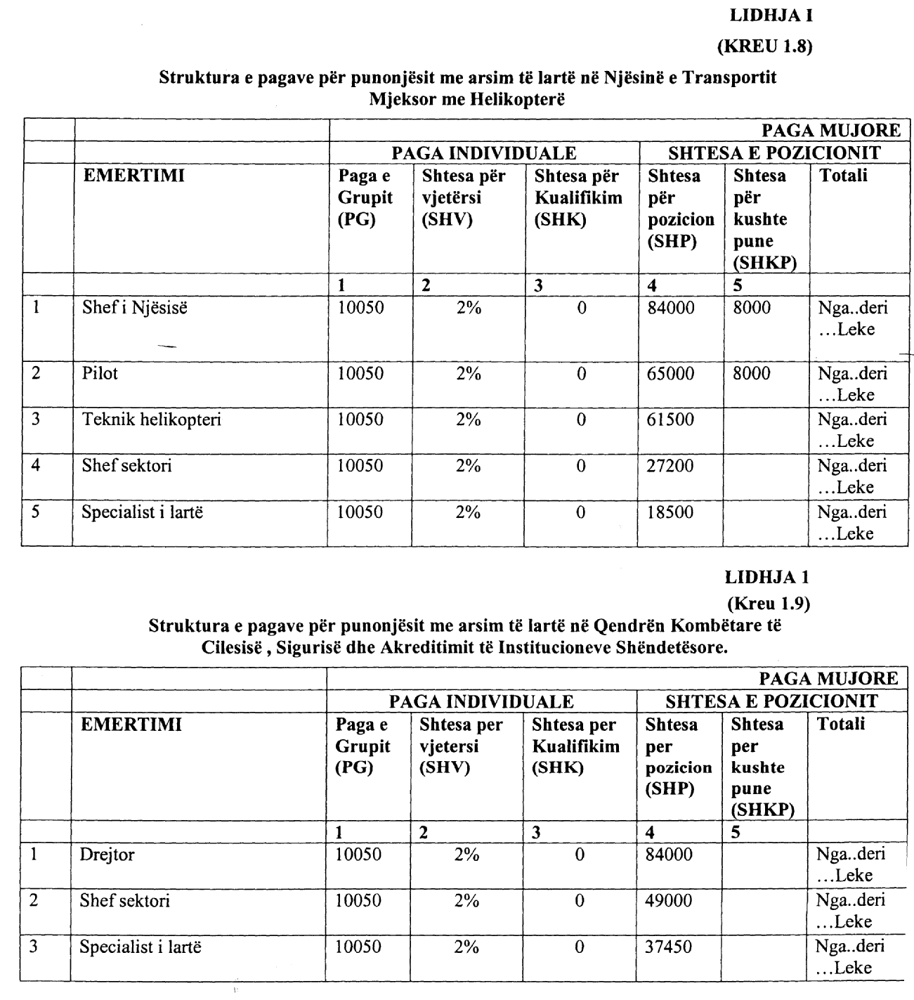 LIDHJA I
(KREU 1.8)
Struktura e pagave për punonjësit me arsim të lartë në Njësinë e Transportit
Mjeksor me Helikopterë
PAGA MUJORE
PAGA INDIVIDUALE SHTESA E POZICIONIT
EMERTIMI Paga e Shtesa për Shtesa për Shtesa Shtesa Totali
Grupit vjetërsi Kualifikim për për
(PG) (SHV) (SHK) pozicion kushte
(SHP) pune
(SHKP)
1 2 3 4 5
1 Shef i Njësisë 10050 2% 0 84000 8000 Nga..deri
...Leke
2 Pilot 10050 2% 0 65000 8000 Nga..deri
...Leke
3 Teknik helikopteri 10050 2% 0 61500 Nga..deri
...Leke
4 Shef sektori 10050 2% 0 27200 Nga..deri
...Leke
5 Specialist i lartë 10050 2% 0 18500 Nga..deri
...Leke
LIDHJA 1
(Kreu 1.9)
Struktura e pagave për punonjësit me arsim të lartë në Qendrën Kombëtare të
Cilesisë , Sigurisë dhe Akreditimit të Institucioneve Shëndetësore.
PAGA MUJORE
PAGA INDIVIDUALE SHTESA E POZICIONIT
EMERTIMI Paga e Shtesa per Shtesa per Shtesa Shtesa Totali
Grupit vjetersi Kualifikim per per
(PG) (SHV) (SHK) pozicion kushte
(SHP) pune
(SHKP)
1 2 3 4 5
1 Drejtor 10050 2% 0 84000 Nga..deri
...Leke
2 Shef sektori 10050 2% 0 49000 Nga..deri
...Leke
3 Specialist i lartë 10050 2% 0 37450 Nga..deri
...Leke